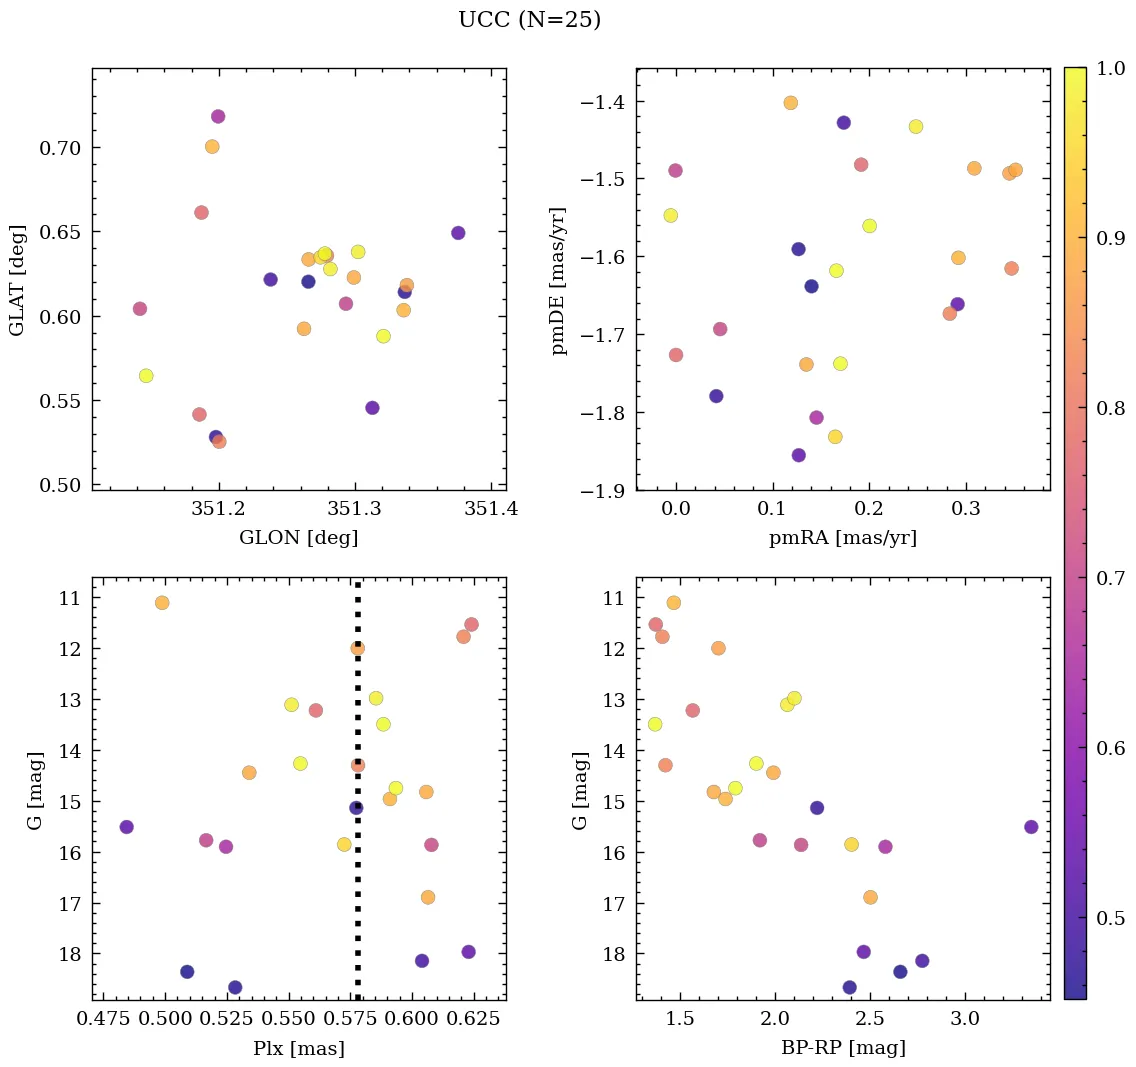 UCC (N=25)
0.70
0.65
0.60
0.55
0.50
GLAT [deg]
351.2 351.3 351.4
GLON [deg]
−1.4
−1.5
−1.6
−1.7
−1.8
−1.9
pmDE [mas/yr]
0.0 0.1 0.2 0.3
pmRA [mas/yr]
1.0
0.9
0.8
0.7
0.6
0.5
11
12
13
14
15
16
17
18
G [mag]
0.475 0.500 0.525 0.550 0.575 0.600 0.625
Plx [mas]
11
12
13
14
15
16
17
18
G [mag]
1.5 2.0 2.5 3.0
BP-RP [mag]